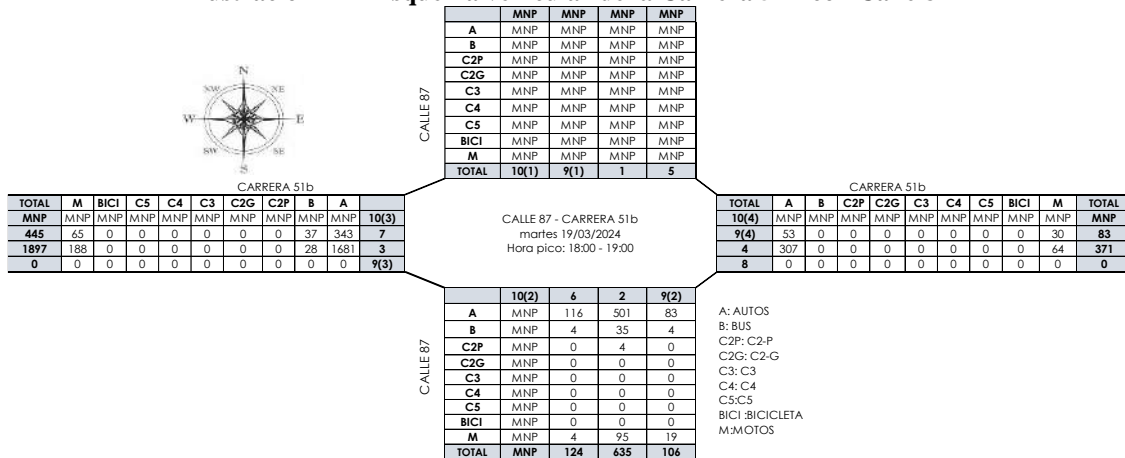 MNP MNP MNP MNP
A MNP MNP MNP MNP
B MNP MNP MNP MNP
C2P MNP MNP MNP MNP
C2G MNP MNP MNP MNP
C3 MNP MNP MNP MNP
C4 MNP MNP MNP MNP
C5 MNP MNP MNP MNP
BICI MNP MNP MNP MNP
M MNP MNP MNP MNP
TOTAL 10(1) 9(1) 1 5
CALLE 87
N
NW NE
W E
SW SE
S
CARRERA 51b
TOTAL M BICI C5 C4 C3 C2G C2P B A
MNP MNP MNP MNP MNP MNP MNP MNP MNP MNP 10(3)
445 65 0 0 0 0 0 0 37 343 7
1897 188 0 0 0 0 0 0 28 1681 3
0 0 0 0 0 0 0 0 0 0 9(3)
CALLE 87 - CARRERA 51b
martes 19/03/2024
Hora pico: 18:00 - 19:00
CARRERA 51b
TOTAL A B C2P C2G C3 C4 C5 BICI M TOTAL
10(4) MNP MNP MNP MNP MNP MNP MNP MNP MNP MNP
9(4) 53 0 0 0 0 0 0 0 30 83
4 307 0 0 0 0 0 0 0 64 371
8 0 0 0 0 0 0 0 0 0 0
CALLE 87
10(2) 6 2 9(2)
A MNP 116 501 83
B MNP 4 35 4
C2P MNP 0 4 0
C2G MNP 0 0 0
C3 MNP 0 0 0
C4 MNP 0 0 0
C5 MNP 0 0 0
BICI MNP 0 0 0
M MNP 4 95 19
TOTAL MNP 124 635 106
A: AUTOS
B: BUS
C2P: C2-P
C2G: C2-G
C3: C3
C4: C4
C5:C5
BICI :BICICLETA
M:MOTOS